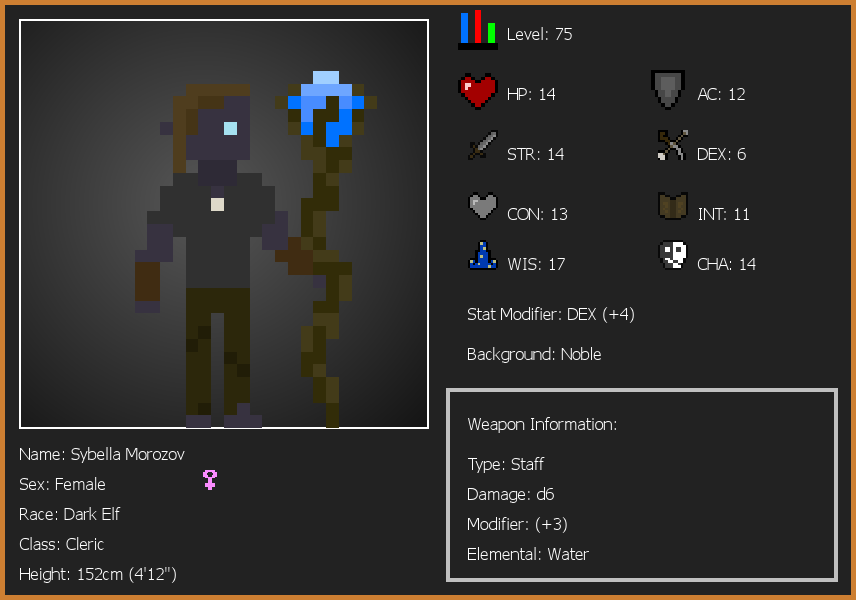 Level: 75
HP: 14
AC: 12
STR: 14
DEX: 6
CON: 13
INT: 11
WIS: 17
CHA: 14
Stat Modifier: DEX (+4)
Background: Noble
Weapon Information:
Type: Staff
Damage: d6
Modifier: (+3)
Elemental: Water
Name: Sybella Morozov
Sex: Female
Race: Dark Elf
Class: Cleric
Height: 152cm (4'12")